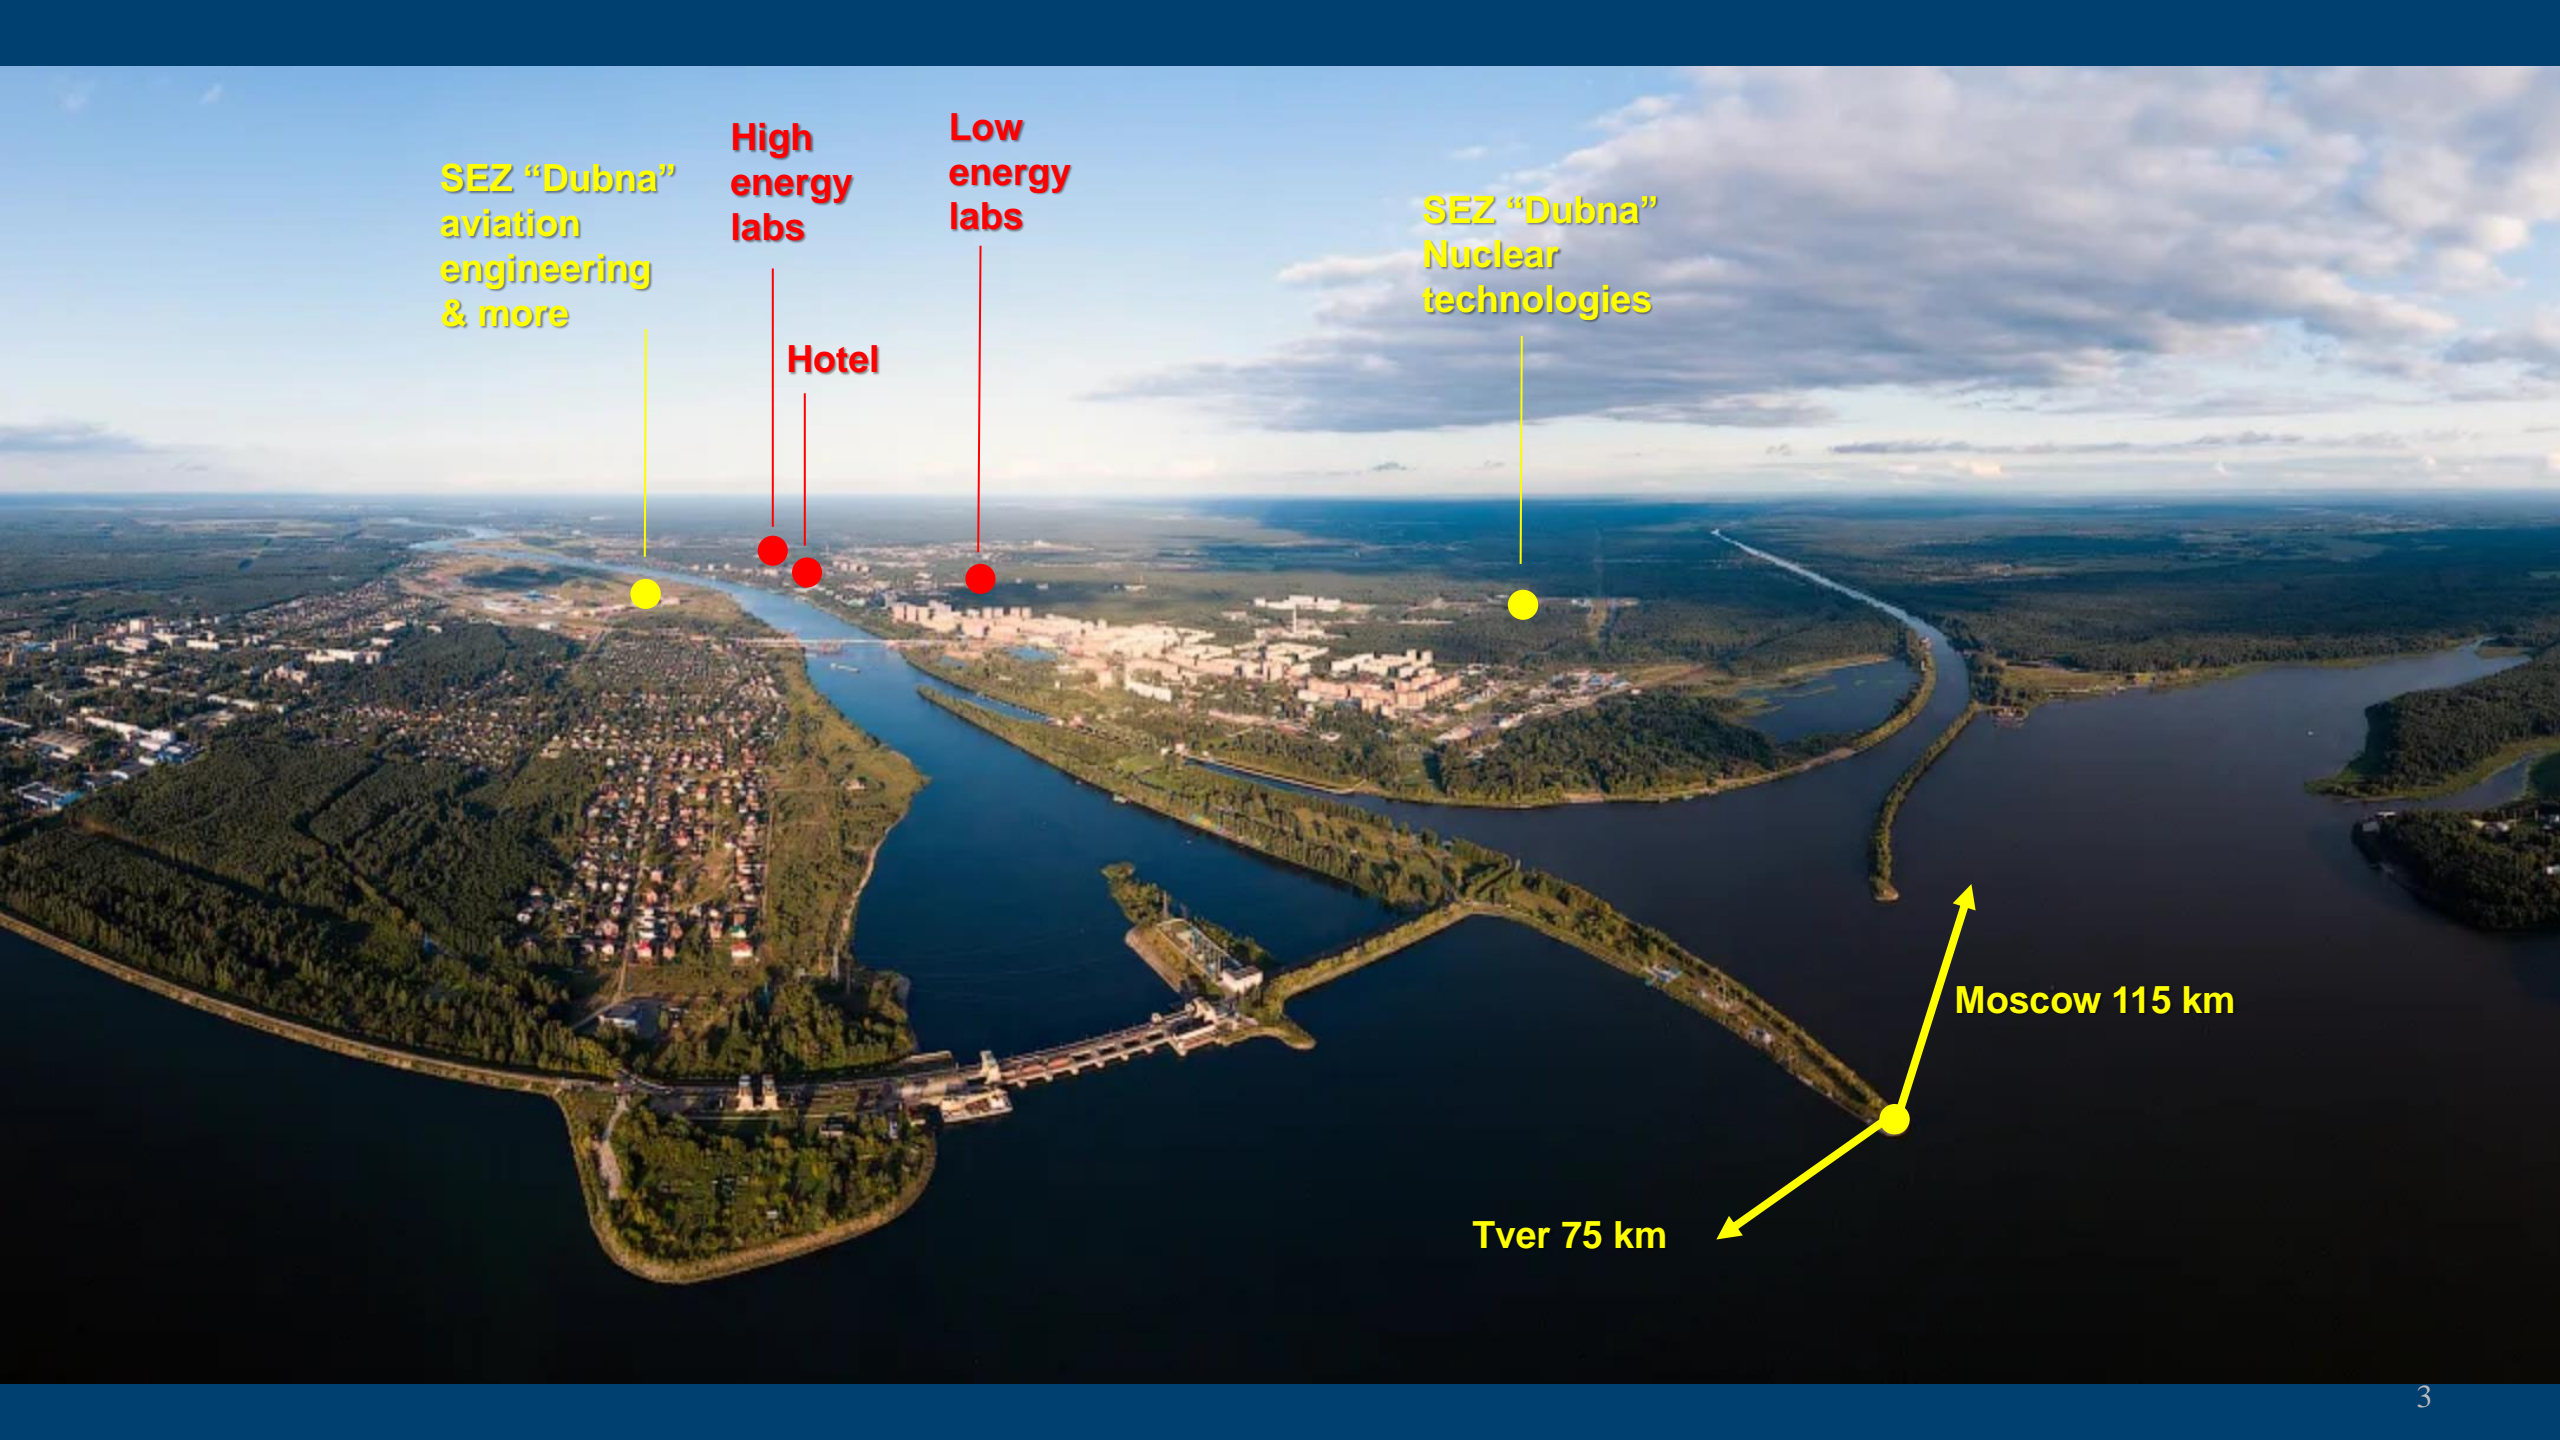 SEZ “Dubna”
aviation
engineering
& more
High
energy
labs
Hotel
Low
energy
labs
SEZ “Dubna”
Nuclear
technologies
Moscow 115 km
Tver 75 km
3